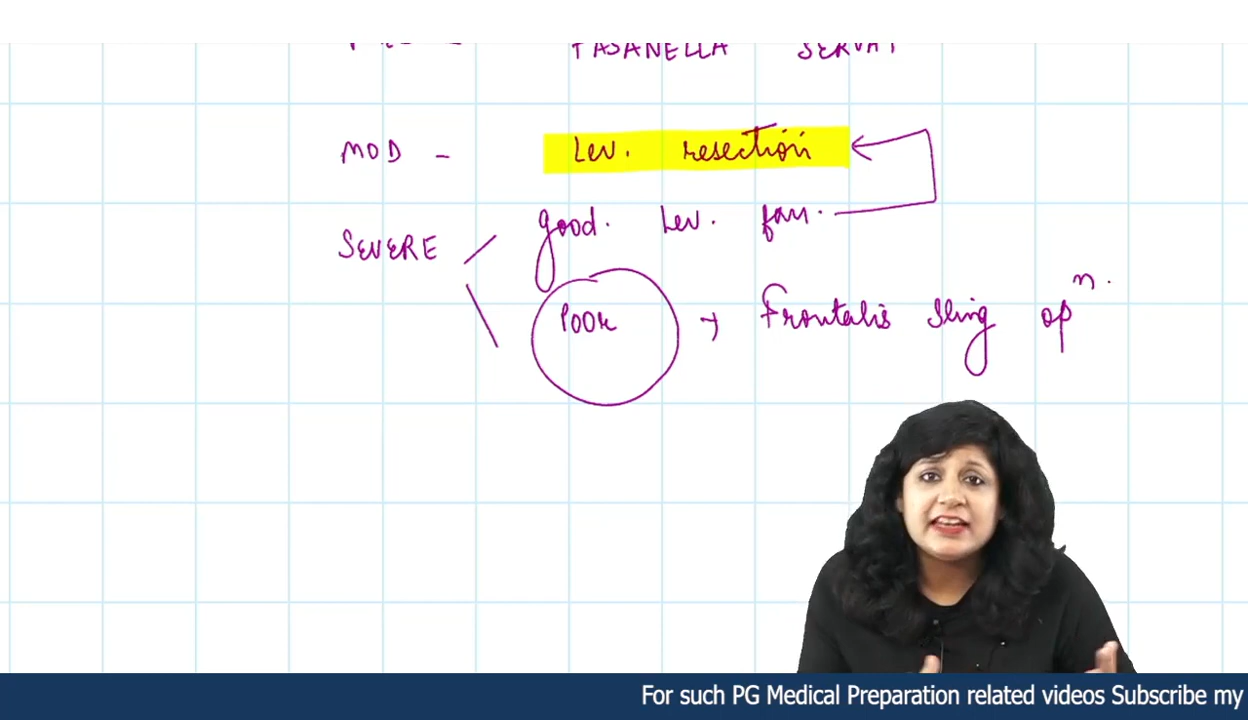 FASANELLA SERVAT
MOD - Lev. resection
SEVERE
good. Lev. fxn.
Poor → Frontalis sling opn.
For such PG Medical Preparation related videos Subscribe my